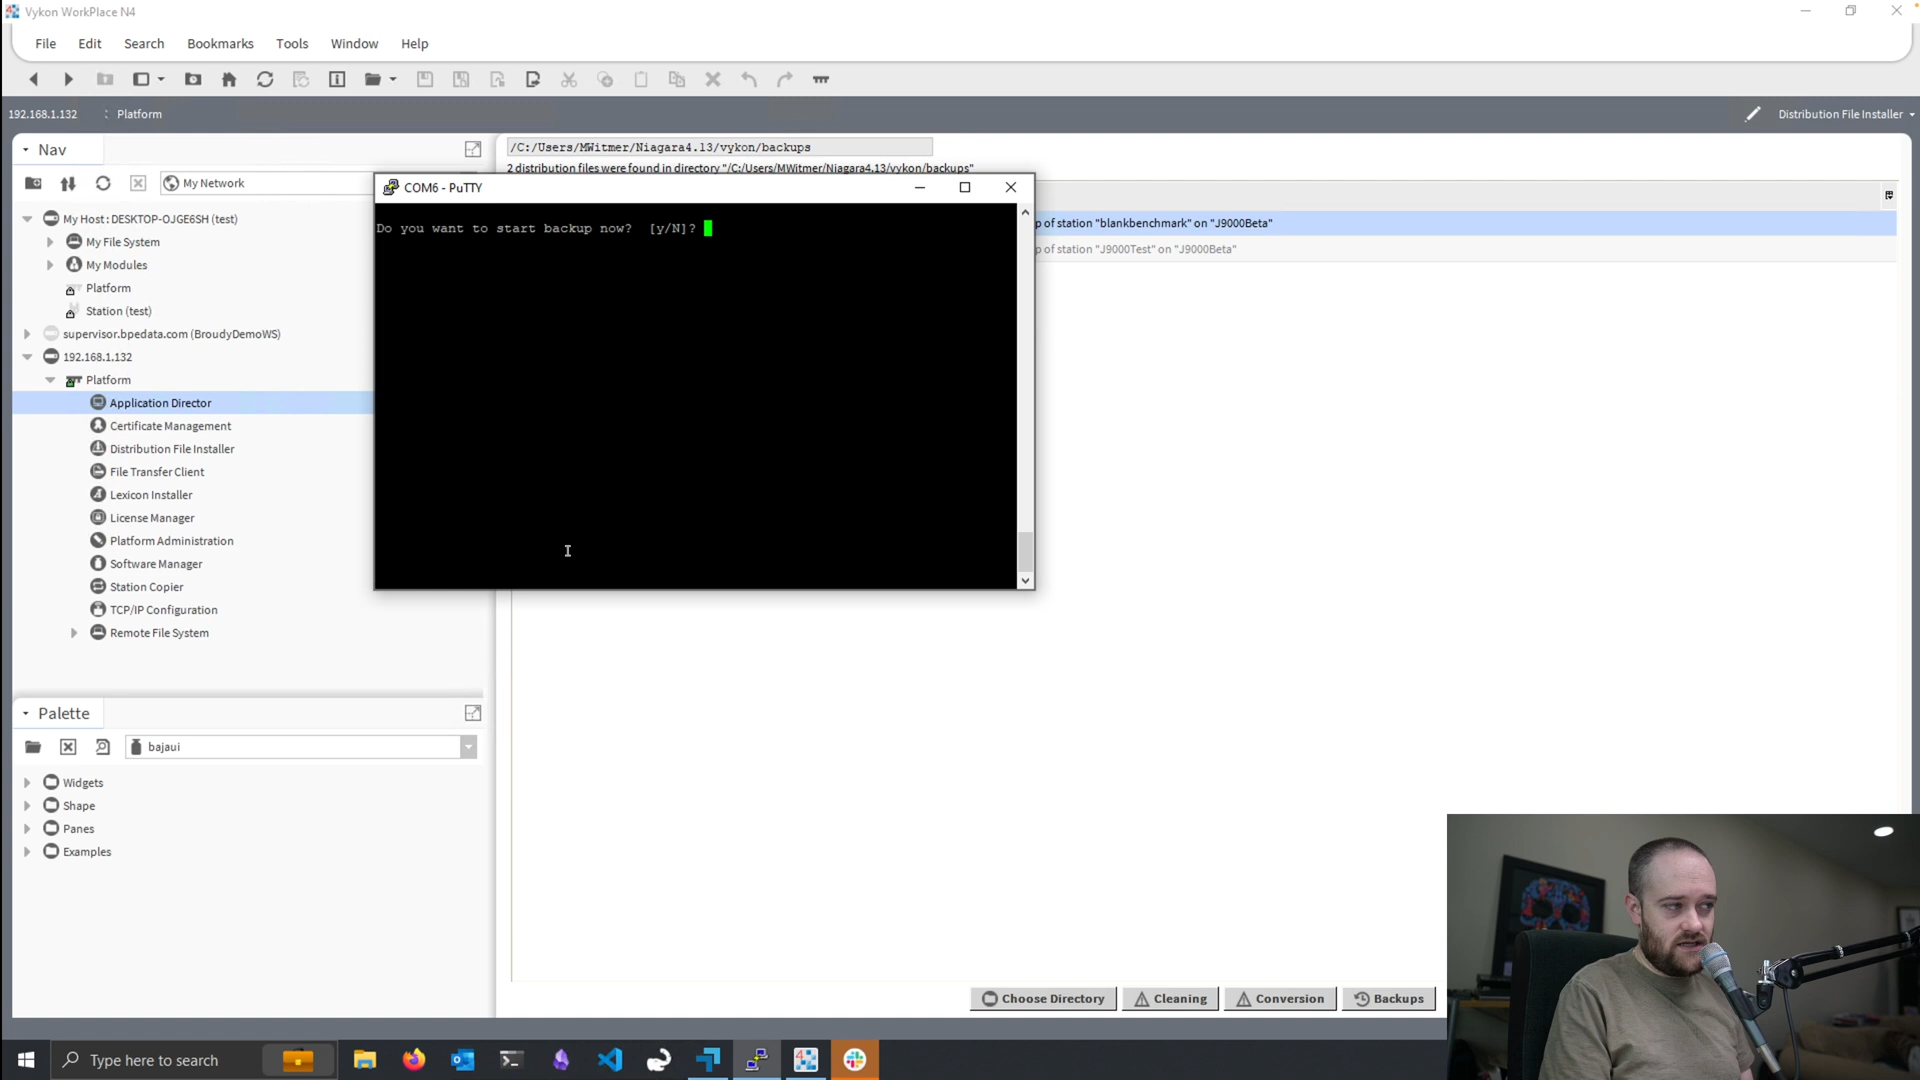 Vykon WorkPlace N4
File Edit Search Bookmarks Tools Window Help
192.168.1.132 : Platform
Distribution File Installer
Nav
My Network
My Host : DESKTOP-OJGE6SH (test)
My File System
My Modules
Platform
Station (test)
supervisor.bpedata.com (BroudyDemoWS)
192.168.1.132
Platform
Application Director
Certificate Management
Distribution File Installer
File Transfer Client
Lexicon Installer
License Manager
Platform Administration
Software Manager
Station Copier
TCP/IP Configuration
Remote File System
Palette
bajaui
Widgets
Shape
Panes
Examples
/C:/Users/MWitmer/Niagara4.13/vykon/backups
2 distribution files were found in directory "/C:/Users/MWitmer/Niagara4.13/vykon/backups"
p of station "blankbenchmark" on "J9000Beta"
p of station "J9000Test" on "J9000Beta"
COM6 - PuTTY
Do you want to start backup now? [y/N]?
Choose Directory Cleaning Conversion Backups
Type here to search